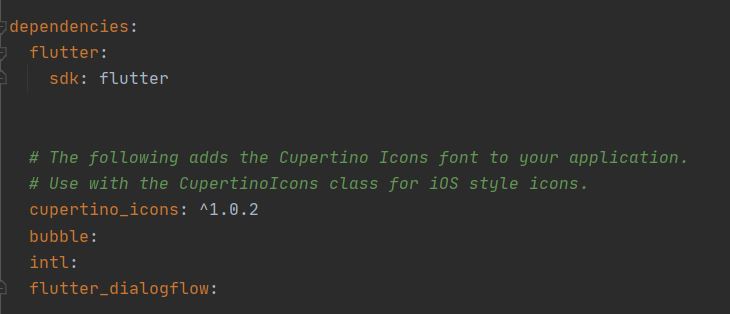 dependencies:
  flutter:
    sdk: flutter
  # The following adds the Cupertino Icons font to your application.
  # Use with the CupertinoIcons class for iOS style icons.
  cupertino_icons: ^1.0.2
  bubble:
  intl:
  flutter_dialogflow: